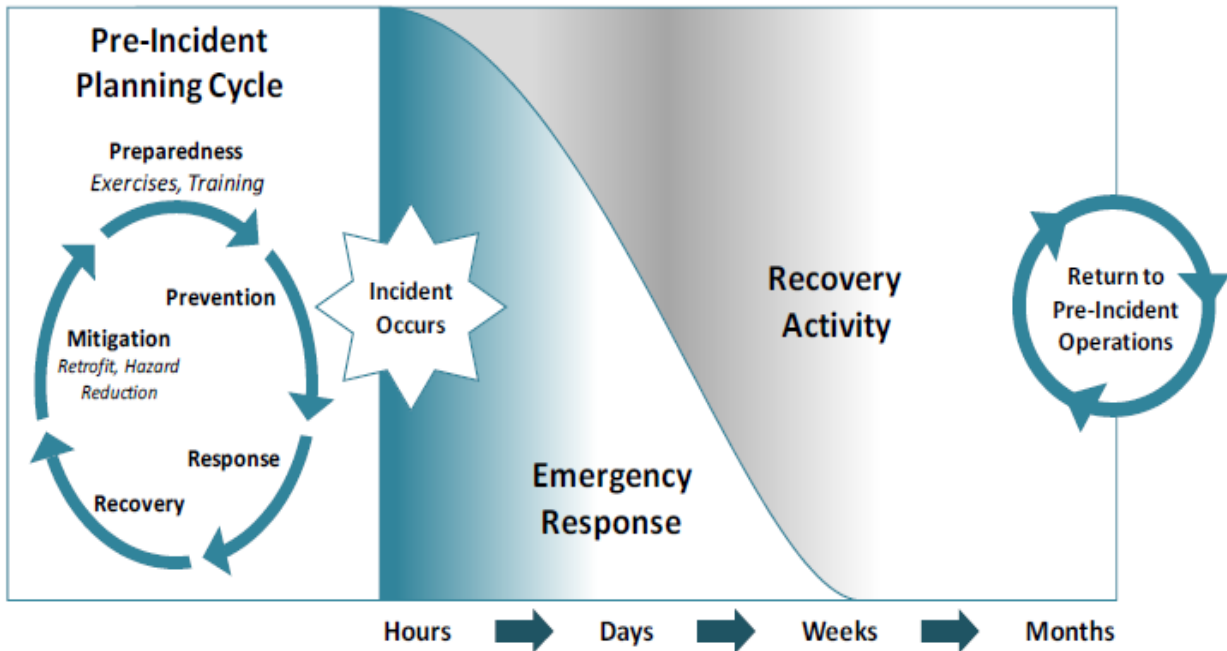 Pre-Incident
Planning Cycle
Preparedness
Exercises, Training
Prevention
Mitigation
Retrofit, Hazard
Reduction
Response
Recovery
Incident
Occurs
Emergency
Response
Recovery
Activity
Return to
Pre-Incident
Operations
Hours
Days
Weeks
Months